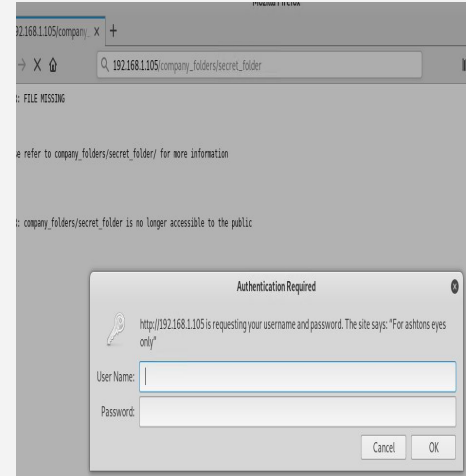 Mozilla Firefox
92.168.1.105/company_ × +
192.168.1.105/company_folders/secret_folder
: FILE MISSING
se refer to company_folders/secret_folder/ for more information
: company_folders/secret_folder is no longer accessible to the public
Authentication Required
http://192.168.1.105 is requesting your username and password. The site says: "For ashtons eyes
only"
User Name:
Password:
Cancel OK